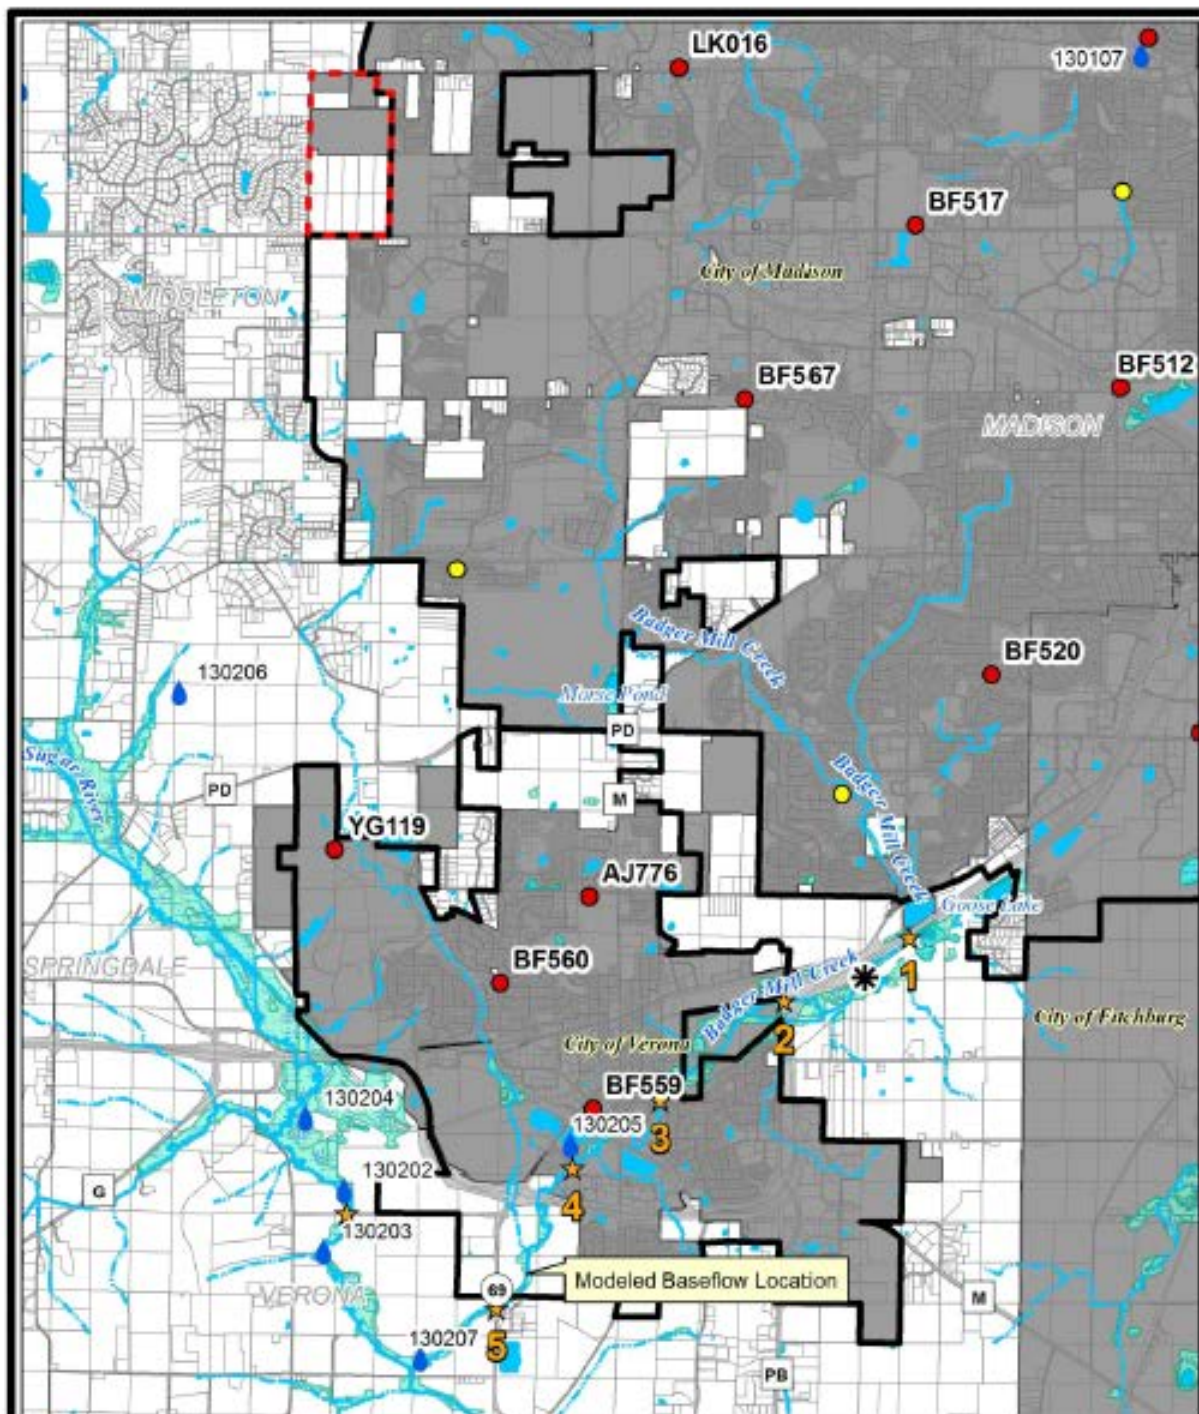 LK016
130107
BF517
City of Madison
MIDDLETON
BF567
BF512
MADISON
Badger Mill Creek
BF520
130206
Morse Pond
PD
Sugar River
PD
M
Badger Mill Creek
YG119
AJ776
Goose Lake
SPRINGDALE
BF560
Badger Mill Creek
1
City of Fitchburg
2
City of Verona
BF559
130204
130205
3
130202
G
4
130203
Modeled Baseflow Location
69
VERONA
M
130207
5
PB